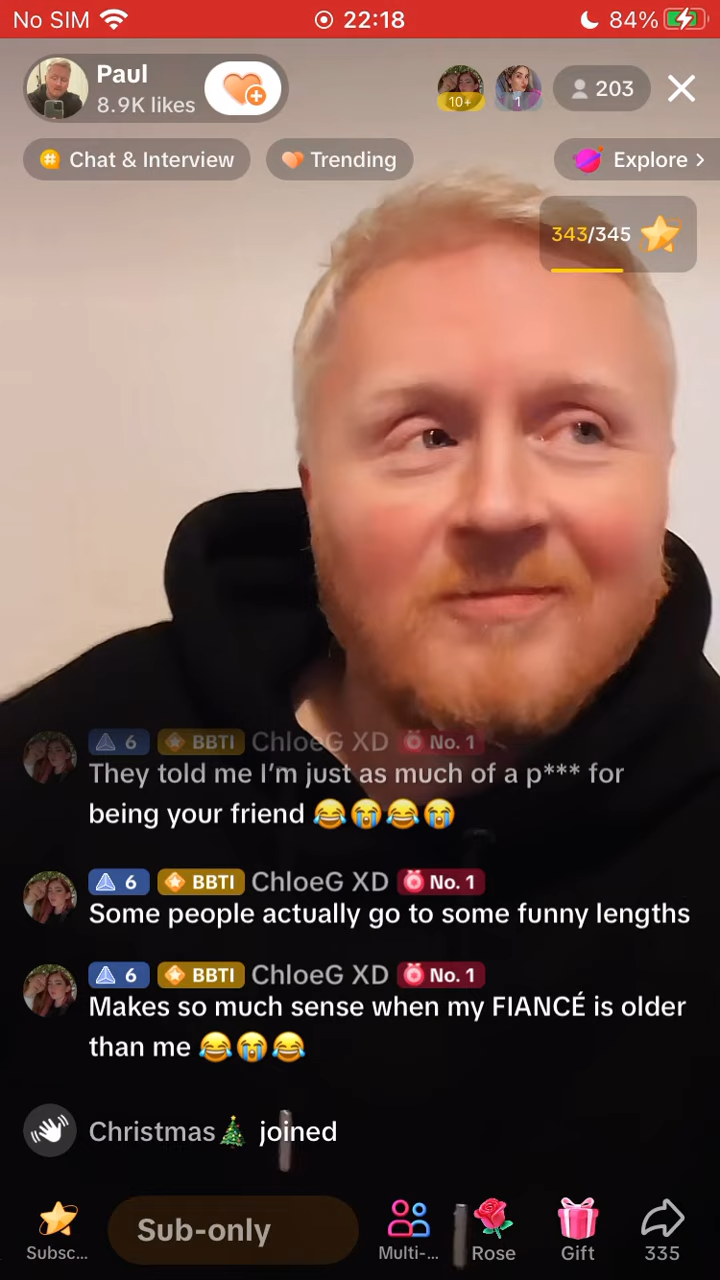 No SIM 22:18 84%
Paul
8.9K likes
10+ 1 203
Chat & Interview Trending Explore >
343/345
6 BBTI ChloeG XD No. 1
They told me I'm just as much of a p*** for
being your friend 😂😭😂😭
6 BBTI ChloeG XD No. 1
Some people actually go to some funny lengths
6 BBTI ChloeG XD No. 1
Makes so much sense when my FIANCÉ is older
than me 😂😭😂
Christmas🎄 joined
Sub-only
Subsc... Multi-... Rose Gift 335